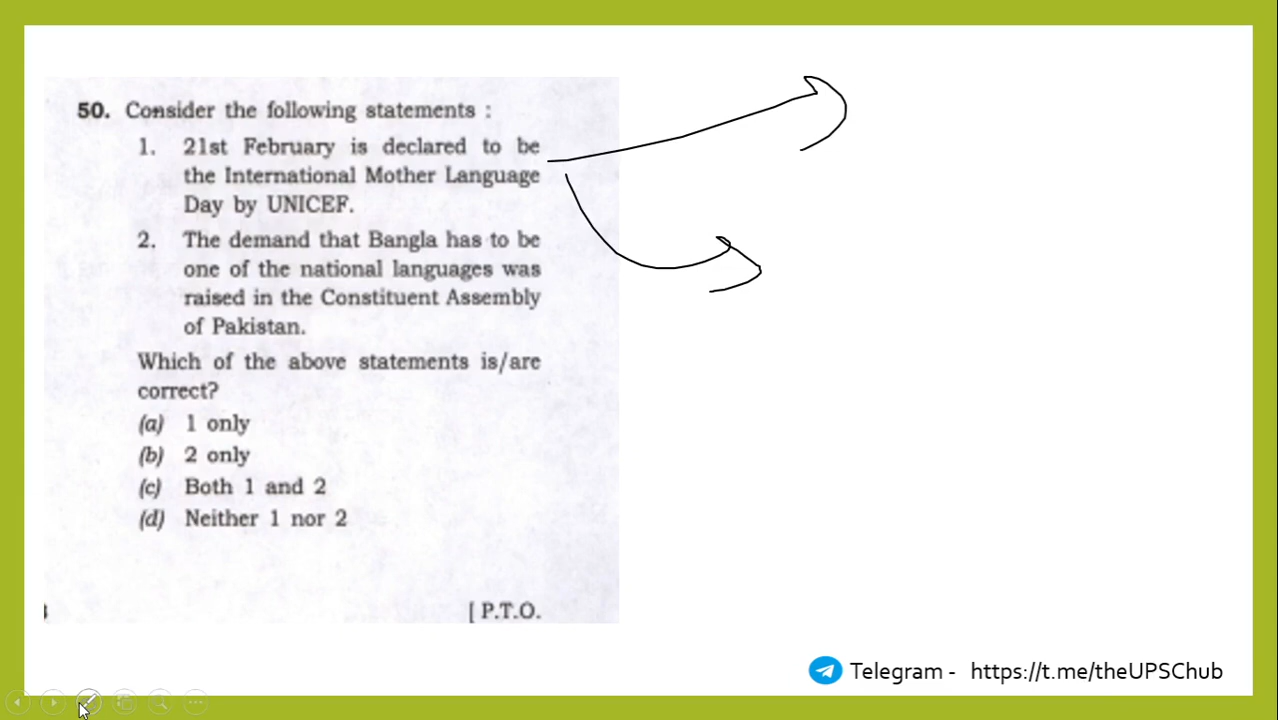 50. Consider the following statements :
1. 21st February is declared to be
the International Mother Language
Day by UNICEF.
2. The demand that Bangla has to be
one of the national languages was
raised in the Constituent Assembly
of Pakistan.
Which of the above statements is/are
correct?
(a) 1 only
(b) 2 only
(c) Both 1 and 2
(d) Neither 1 nor 2
[ P.T.O.
Telegram - https://t.me/theUPSChub